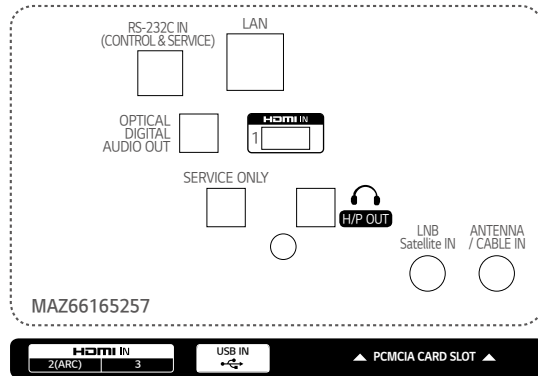 RS-232C IN
(CONTROL & SERVICE)
LAN
OPTICAL
DIGITAL
AUDIO OUT
HDMI IN
1
SERVICE ONLY
H/P OUT
LNB
Satellite IN
ANTENNA
/ CABLE IN
MAZ66165257
HDMI IN
2(ARC) 3
USB IN
PCMCIA CARD SLOT